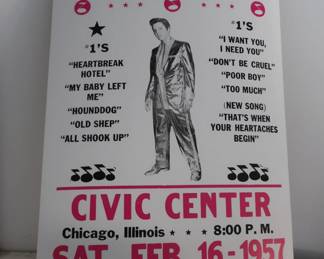 #1'S
"HEARTBREAK
HOTEL"
"MY BABY LEFT
ME"
"HOUNDDOG"
"OLD SHEP"
"ALL SHOOK UP"
#1'S
"I WANT YOU,
I NEED YOU"
"DON'T BE CRUEL"
"POOR BOY"
"TOO MUCH"
(NEW SONG)
"THAT'S WHEN
YOUR HEARTACHES
BEGIN"
CIVIC CENTER
Chicago, Illinois * * * 8:00 P. M.
SAT. FEB. 16-1957